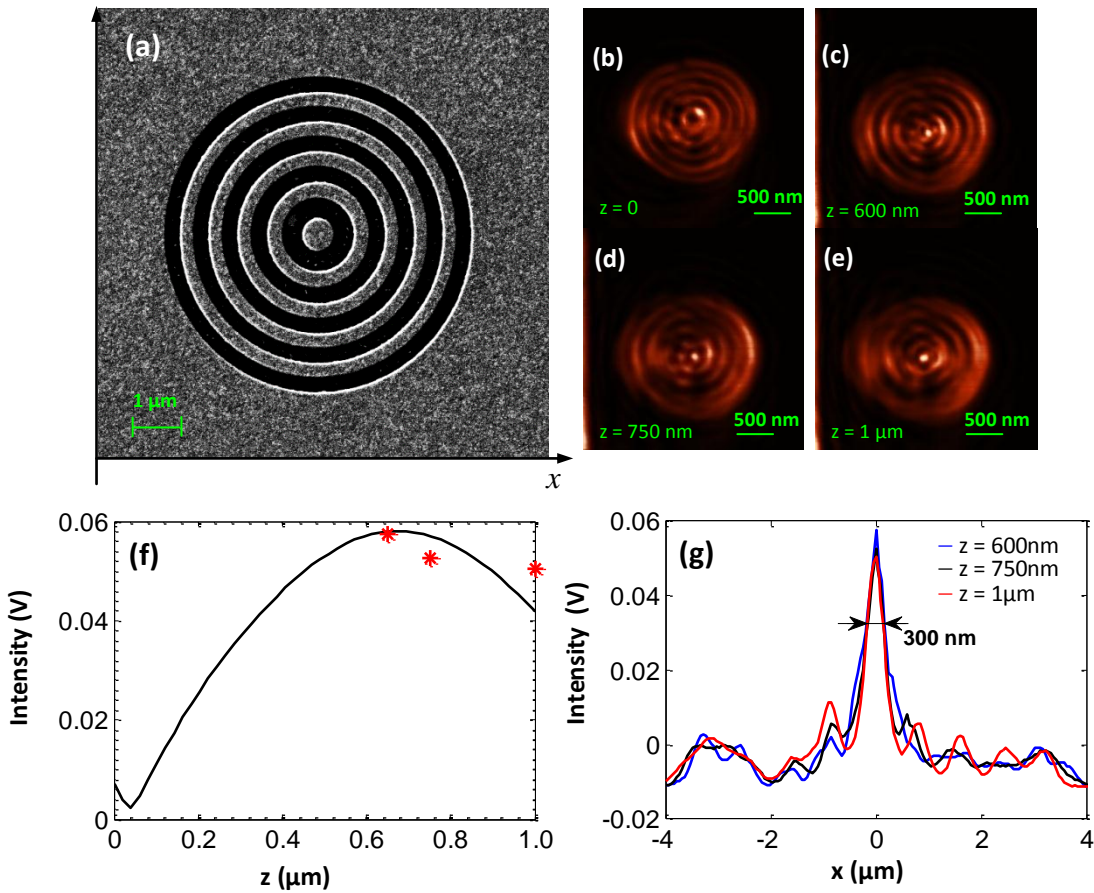 (a)
1 μm
x
(b)
z = 0
500 nm
(c)
z = 600 nm
500 nm
(d)
z = 750 nm
500 nm
(e)
z = 1 μm
500 nm
(f)
0.06
0.04
0.02
0
0.0
0.2
0.4
0.6
0.8
1.0
Intensity (V)
z (μm)
(g)
z = 600nm
z = 750nm
z = 1μm
300 nm
0.06
0.04
0.02
0
-0.02
-4
-2
0
2
4
Intensity (V)
x (μm)